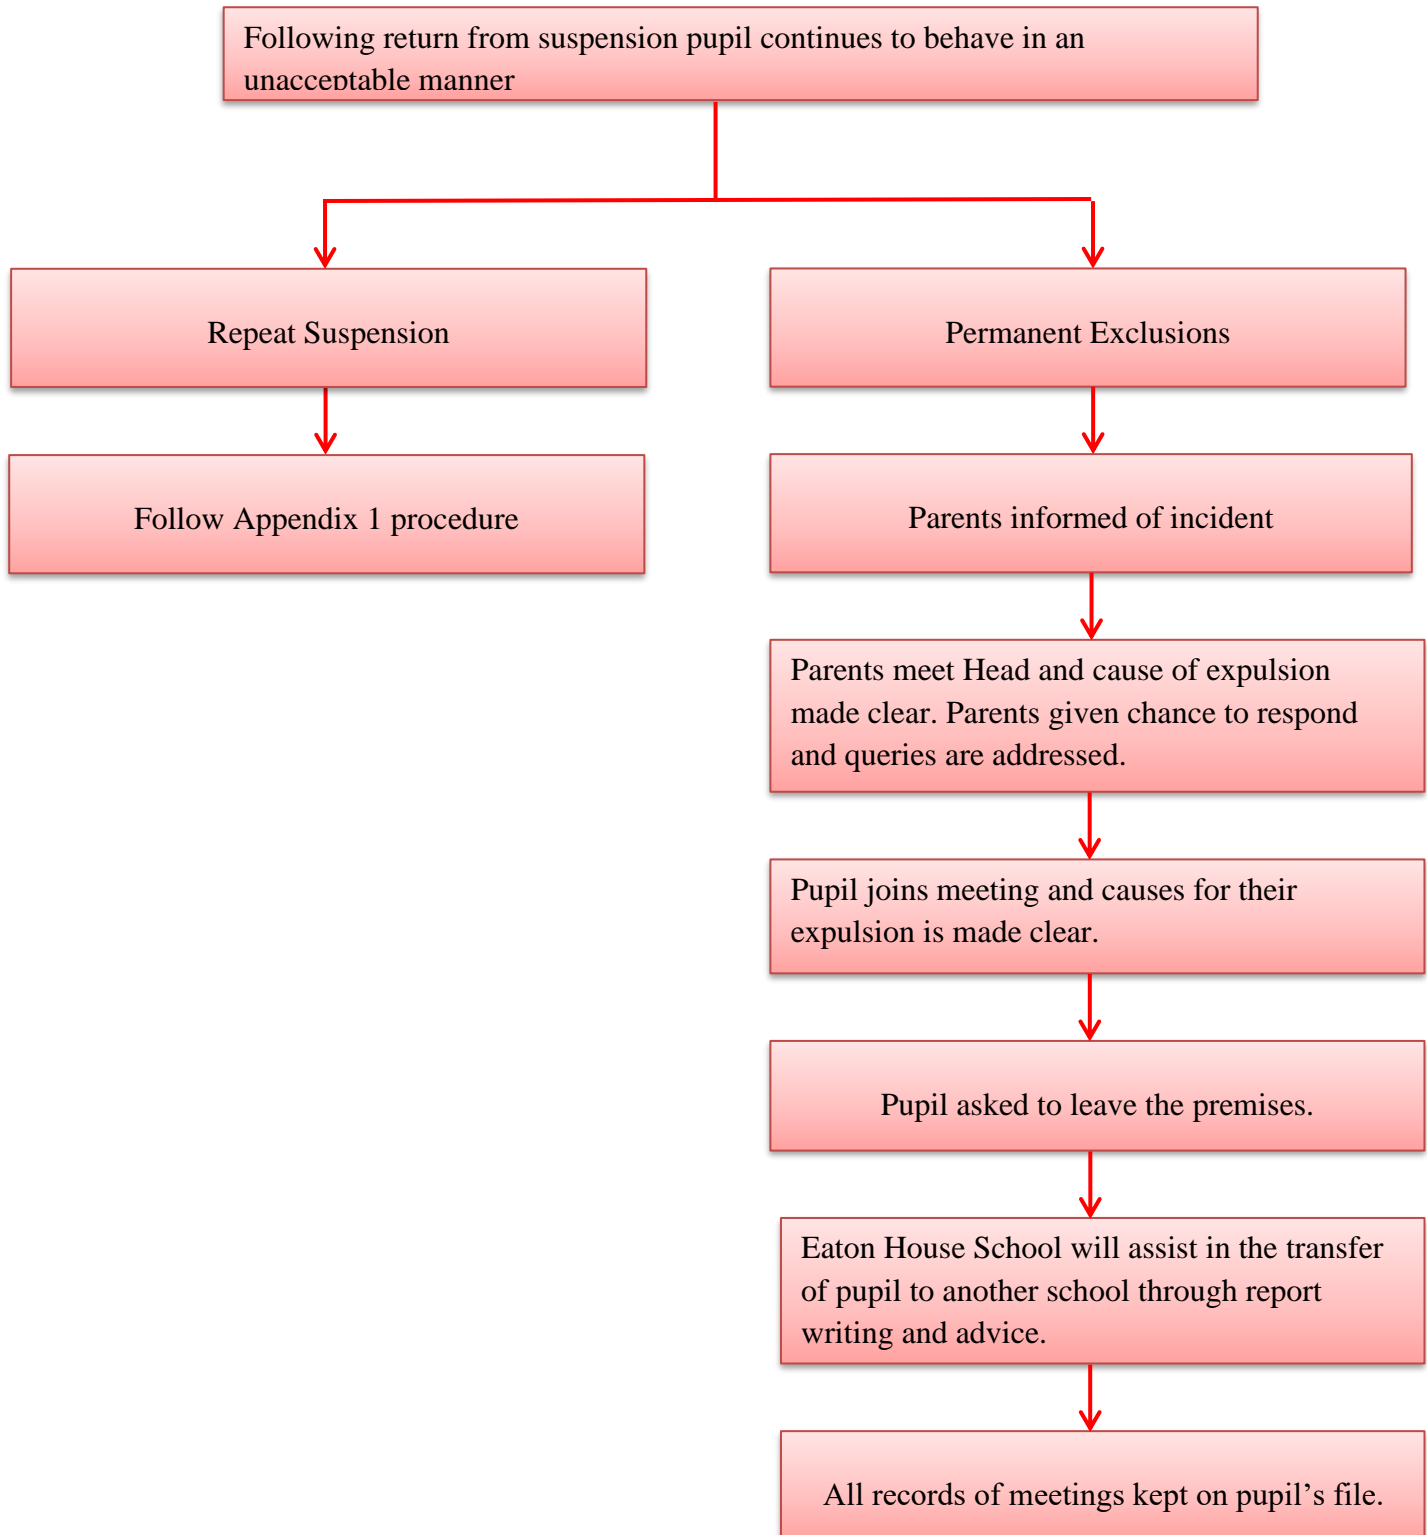 Following return from suspension pupil continues to behave in an
unacceptable manner
Repeat Suspension
Permanent Exclusions
Follow Appendix 1 procedure
Parents informed of incident
Parents meet Head and cause of expulsion
made clear. Parents given chance to respond
and queries are addressed.
Pupil joins meeting and causes for their
expulsion is made clear.
Pupil asked to leave the premises.
Eaton House School will assist in the transfer
of pupil to another school through report
writing and advice.
All records of meetings kept on pupil’s file.